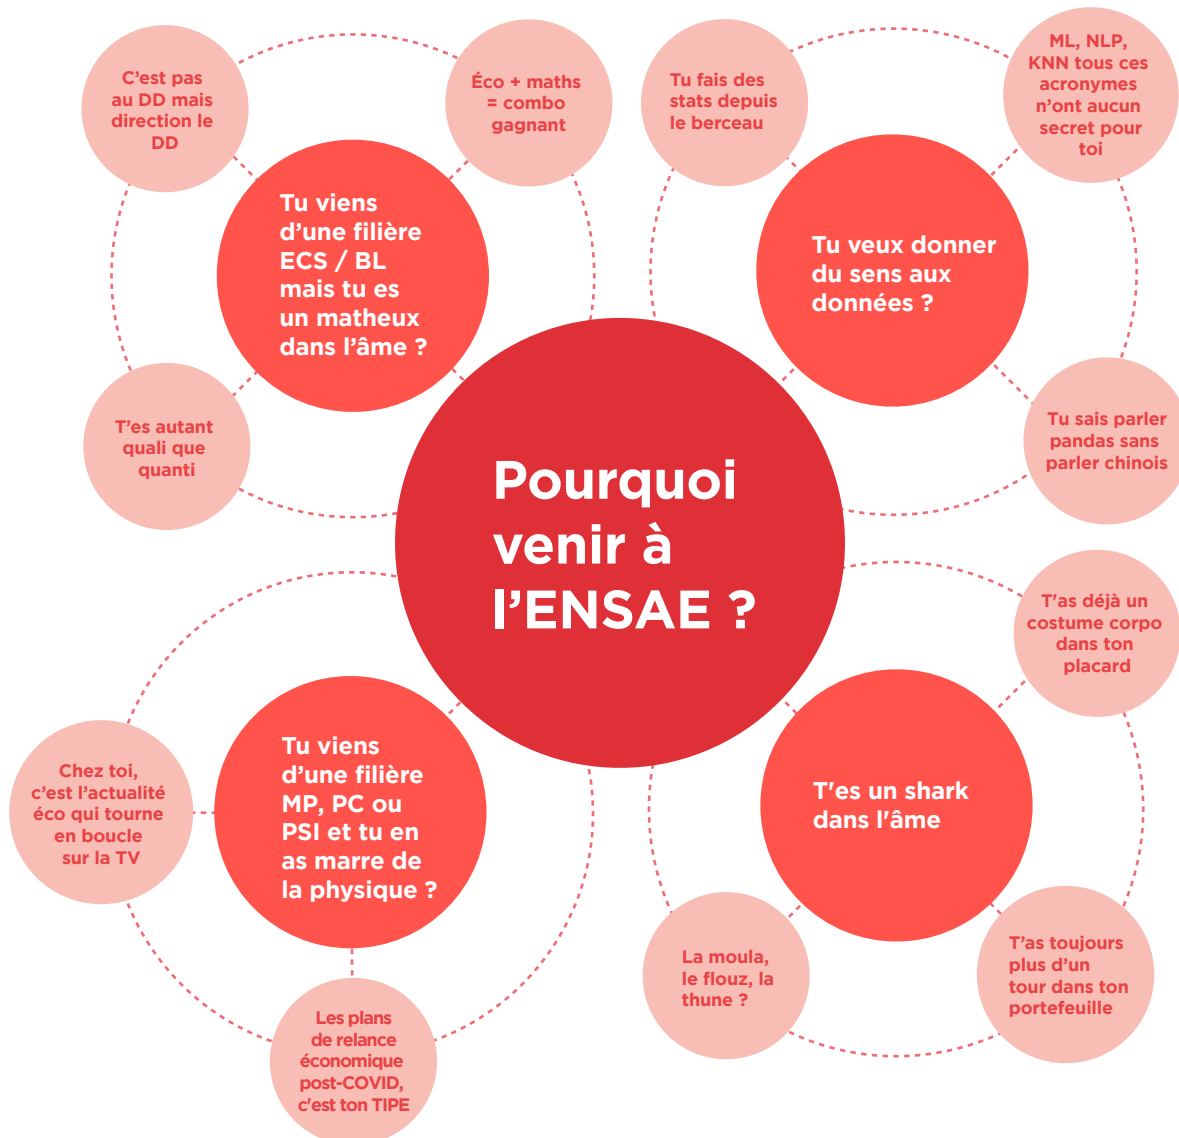 Pourquoi
venir à
l’ENSAE ?
Tu viens
d’une filière
ECS / BL
mais tu es
un matheux
dans l’âme ?
C’est pas
au DD mais
direction le
DD
Éco + maths
= combo
gagnant
T’es autant
quali que
quanti
Tu veux donner
du sens aux
données ?
Tu fais des
stats depuis
le berceau
ML, NLP,
KNN tous ces
acronymes
n’ont aucun
secret pour
toi
Tu sais parler
pandas sans
parler chinois
Tu viens
d’une filière
MP, PC ou
PSI et tu en
as marre de
la physique ?
Chez toi,
c’est l’actualité
éco qui tourne
en boucle
sur la TV
Les plans
de relance
économique
post-COVID,
c'est ton TIPE
T'es un shark
dans l'âme
T'as déjà un
costume corpo
dans ton
placard
La moula,
le flouz, la
thune ?
T’as toujours
plus d’un
tour dans ton
portefeuille